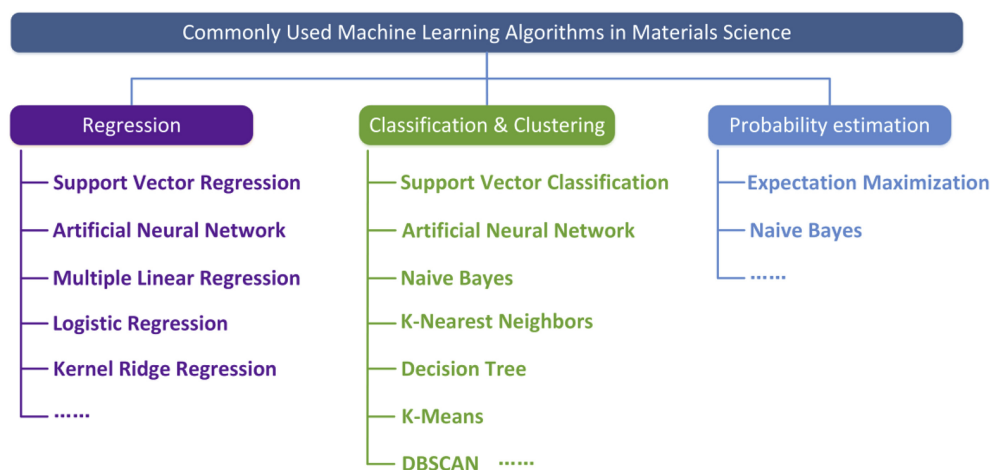 Commonly Used Machine Learning Algorithms in Materials Science
Regression
Support Vector Regression
Artificial Neural Network
Multiple Linear Regression
Logistic Regression
Kernel Ridge Regression
……
Classification & Clustering
Support Vector Classification
Artificial Neural Network
Naive Bayes
K-Nearest Neighbors
Decision Tree
K-Means
DBSCAN ……
Probability estimation
Expectation Maximization
Naive Bayes
……